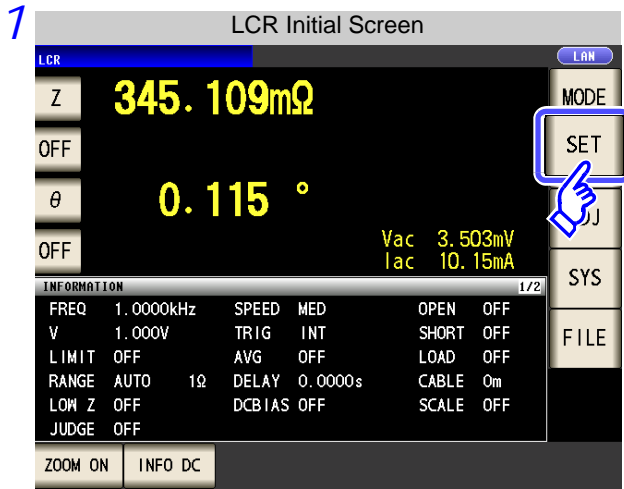 1
LCR Initial Screen
LCR
LAN
Z
345.109mΩ
MODE
OFF
SET
θ
0.115 °
OFF
Vac 3.503mV
Iac 10.15mA
SYS
INFORMATION 1/2
FREQ 1.0000kHz SPEED MED OPEN OFF
V 1.000V TRIG INT SHORT OFF
FILE
LIMIT OFF AVG OFF LOAD OFF
RANGE AUTO 1Ω DELAY 0.0000s CABLE 0m
LOW Z OFF DCBIAS OFF SCALE OFF
JUDGE OFF
ZOOM ON INFO DC